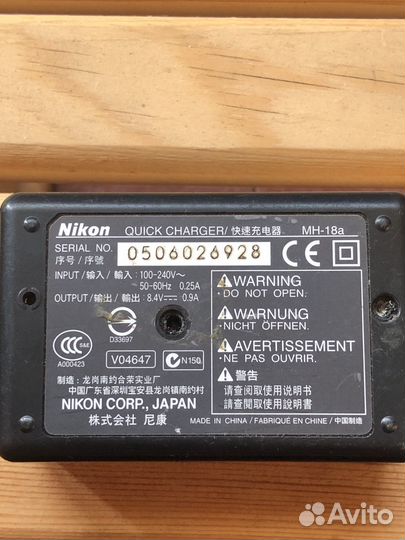 Nikon QUICK CHARGER/ 快速充电器 MH-18a
SERIAL NO. 0506026928
序号 / 序號
CE
INPUT / 输入 / 輸入 : 100-240V~
50-60Hz 0.25A
OUTPUT / 输出 / 輸出 : 8.4V 0.9A
WARNING
· DO NOT OPEN.
WARNUNG
· NICHT ÖFFNEN.
AVERTISSEMENT
· NE PAS OUVRIR.
警告
请查阅取使用说明书
請查閱取使用說明書
CCC S&E
A000423
D33697
V04647
N150
制造 : 龙岗南约合荣实业厂
中国广东省深圳宝安县龙岗镇南约村
NIKON CORP., JAPAN
株式会社 尼康
MADE IN CHINA / FABRIQUÉ EN CHINE / 中国制造
Avito